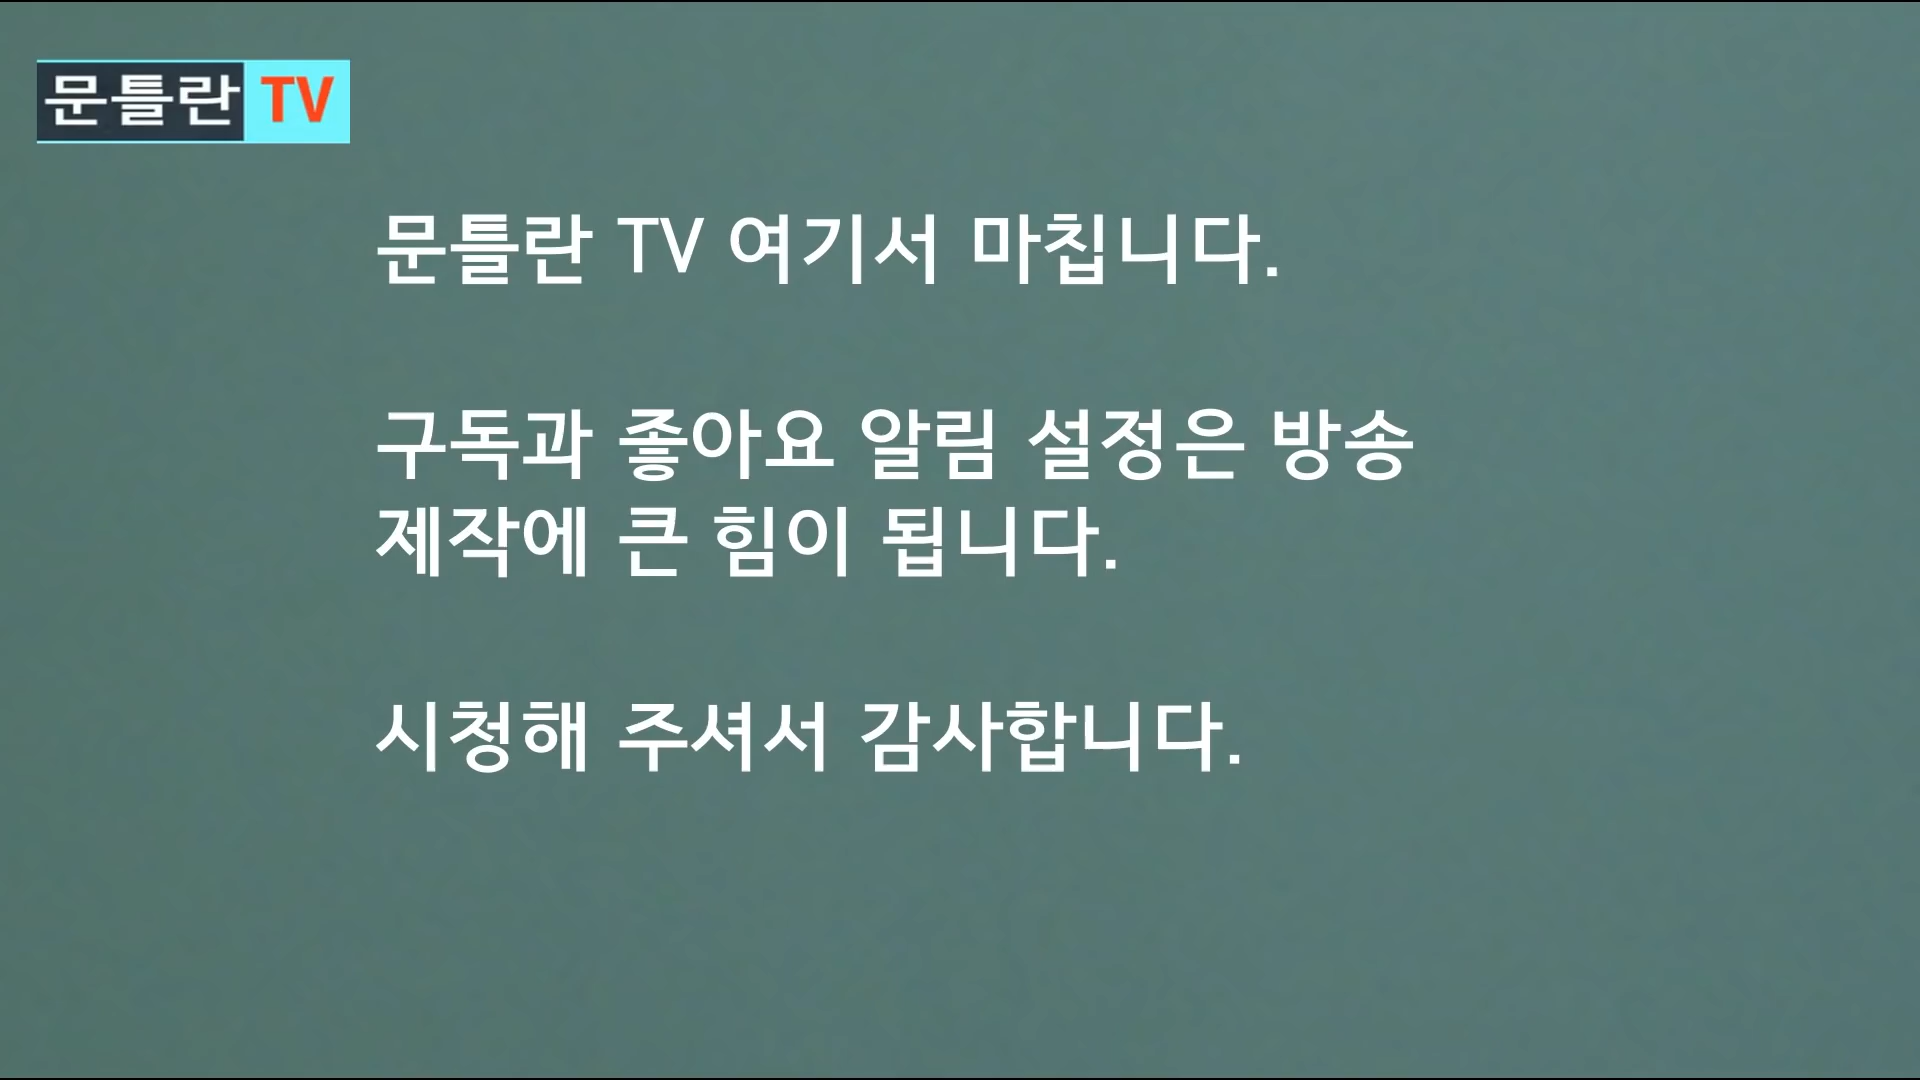 문틀란 TV
문틀란 TV 여기서 마칩니다.
구독과 좋아요 알림 설정은 방송
제작에 큰 힘이 됩니다.
시청해 주셔서 감사합니다.